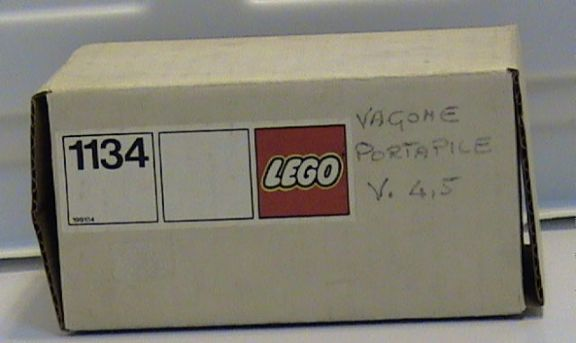 1134
LEGO
VAGONE
PORTAPILE
V. 4,5